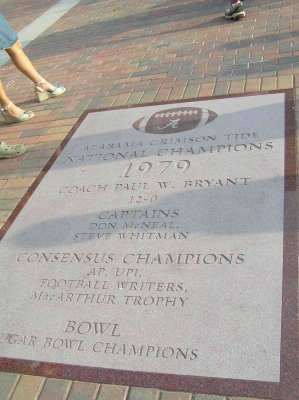 A
ALABAMA CRIMSON TIDE
NATIONAL CHAMPIONS
1979
COACH PAUL W. BRYANT
12-0
CAPTAINS
DON McNEAL,
STEVE WHITMAN
CONSENSUS CHAMPIONS
AP, UPI,
FOOTBALL WRITERS,
MacARTHUR TROPHY
BOWL
UGAR BOWL CHAMPIONS